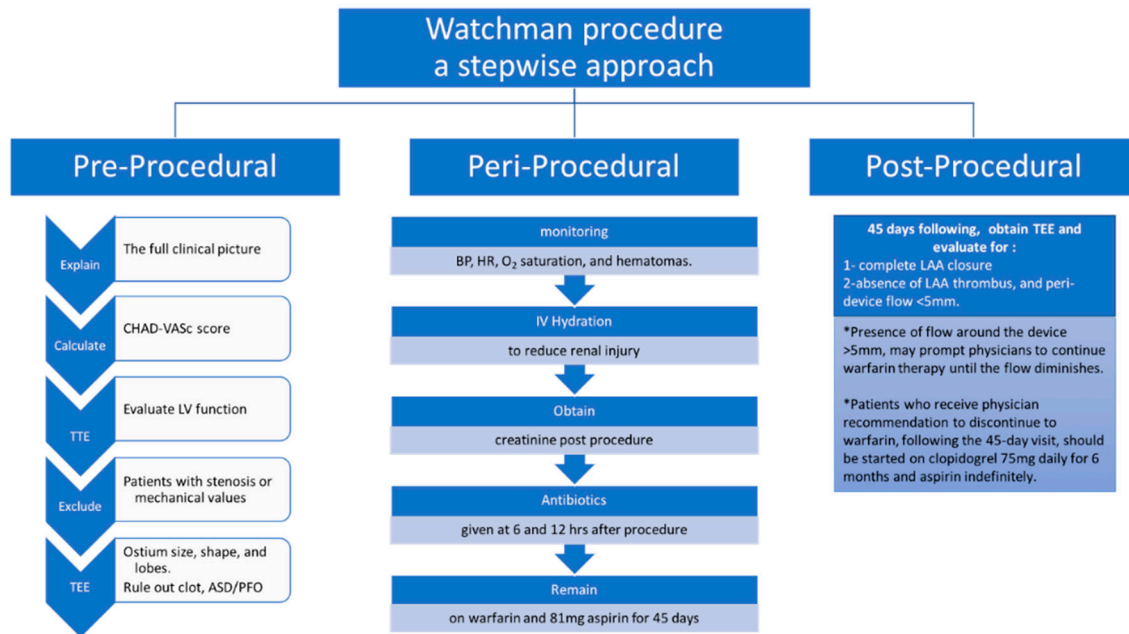 Watchman procedure
a stepwise approach
Pre-Procedural
Explain
The full clinical picture
Calculate
CHAD-VASc score
TTE
Evaluate LV function
Exclude
Patients with stenosis or
mechanical values
TEE
Ostium size, shape, and
lobes.
Rule out clot, ASD/PFO
Peri-Procedural
monitoring
BP, HR, O₂ saturation, and hematomas.
IV Hydration
to reduce renal injury
Obtain
creatinine post procedure
Antibiotics
given at 6 and 12 hrs after procedure
Remain
on warfarin and 81mg aspirin for 45 days
Post-Procedural
45 days following, obtain TEE and
evaluate for :
1- complete LAA closure
2-absence of LAA thrombus, and peri-
device flow <5mm.
*Presence of flow around the device
>5mm, may prompt physicians to continue
warfarin therapy until the flow diminishes.
*Patients who receive physician
recommendation to discontinue to
warfarin, following the 45-day visit, should
be started on clopidogrel 75mg daily for 6
months and aspirin indefinitely.